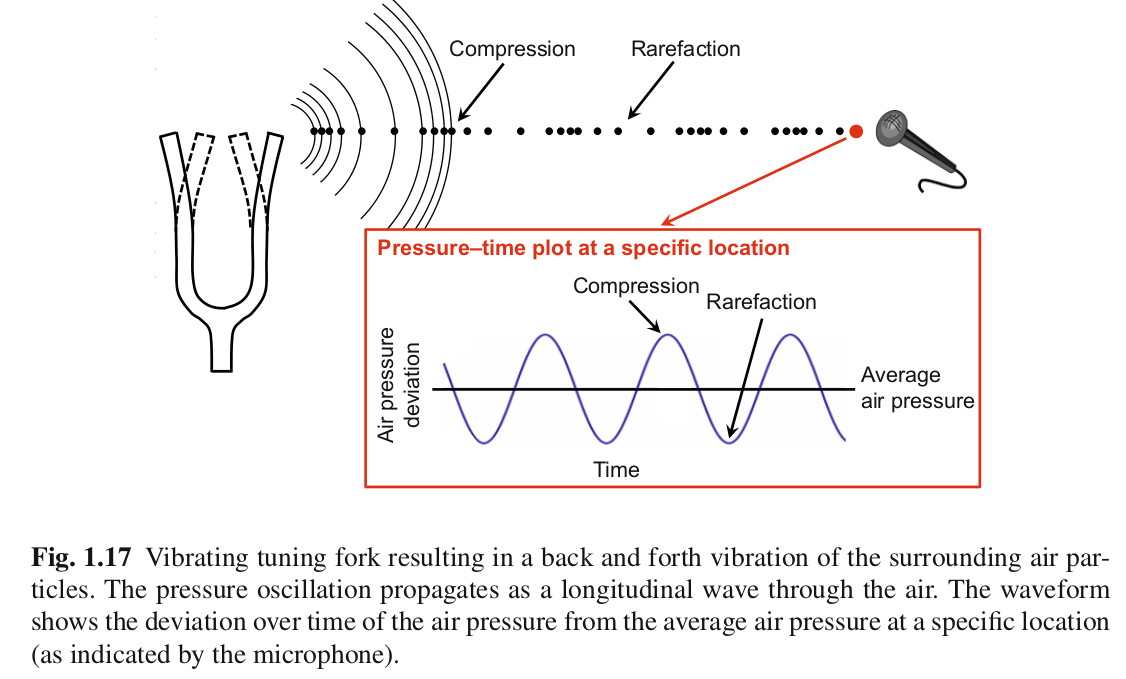 Compression
Rarefaction
Pressure–time plot at a specific location
Compression
Rarefaction
Air pressure
deviation
Average
air pressure
Time
Fig. 1.17 Vibrating tuning fork resulting in a back and forth vibration of the surrounding air par-
ticles. The pressure oscillation propagates as a longitudinal wave through the air. The waveform
shows the deviation over time of the air pressure from the average air pressure at a specific location
(as indicated by the microphone).